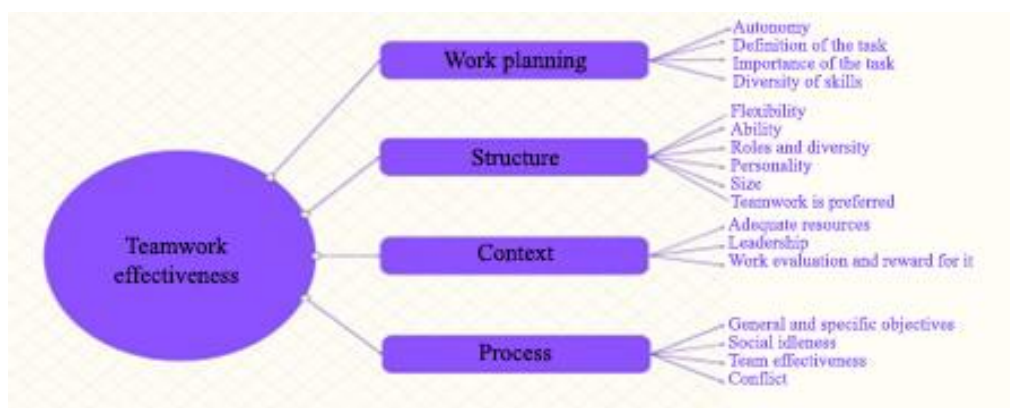 Teamwork
effectiveness
Work planning
Autonomy
Definition of the task
Importance of the task
Diversity of skills
Structure
Flexibility
Ability
Roles and diversity
Personality
Size
Teamwork is preferred
Context
Adequate resources
Leadership
Work evaluation and reward for it
Process
General and specific objectives
Social idleness
Team effectiveness
Conflict